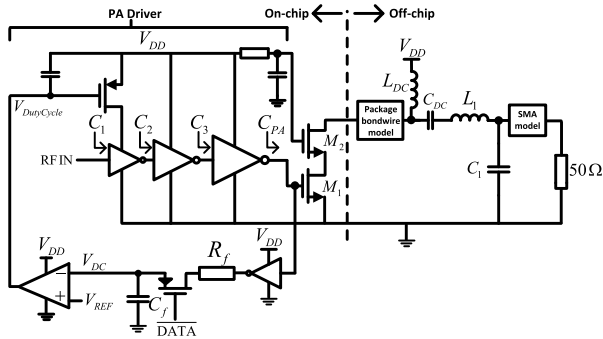 PA Driver
On-chip
Off-chip
V_DD
V_DD
V_DutyCycle
L_DC
C_DC
L_1
Package bondwire model
SMA model
C_1
C_2
C_3
C_PA
M_2
RFIN
M_1
C_1
50Ω
V_DD
V_DC
R_f
V_DD
−
+
V_REF
C_f
D̅A̅T̅A̅